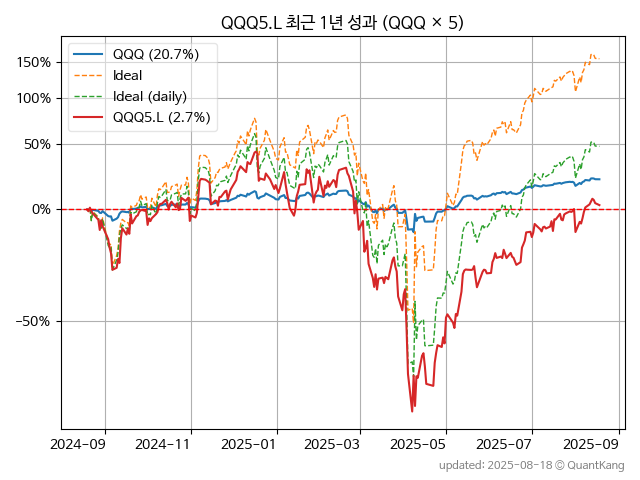 QQQ5.L 최근 1년 성과 (QQQ × 5)
QQQ (20.7%)
Ideal
Ideal (daily)
QQQ5.L (2.7%)
150%
100%
50%
0%
−50%
2024-09 2024-11 2025-01 2025-03 2025-05 2025-07 2025-09
updated: 2025-08-18 © QuantKang